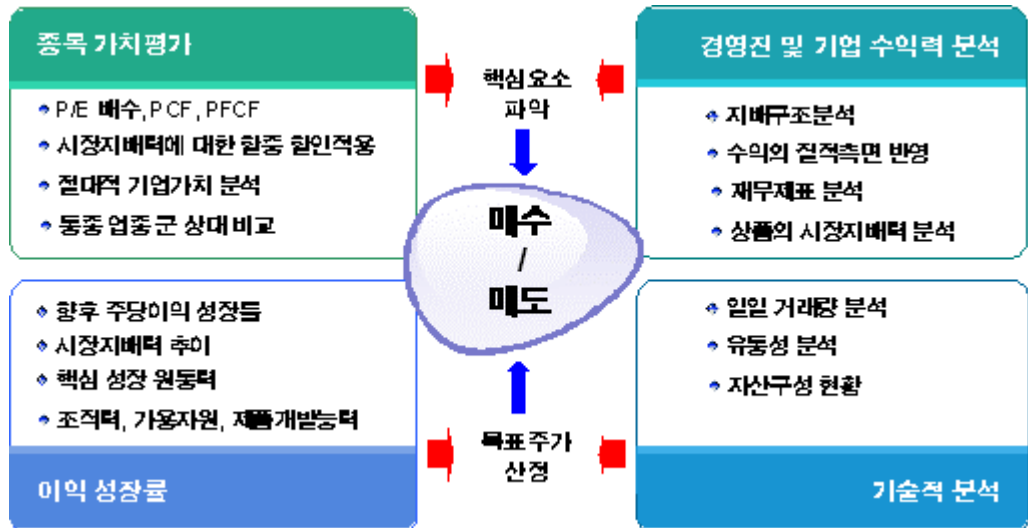 종목 가치평가
• P/E 배수, PCF, PFCF
• 시장지배력에 대한 할증 할인적용
• 절대적 기업가치 분석
• 동종 업종군 상대 비교
핵심요소
파악
경영진 및 기업 수익력 분석
• 지배구조분석
• 수익의 질적측면 반영
• 재무제표 분석
• 상품의 시장지배력 분석
매수
/
매도
• 향후 주당이익 성장률
• 시장지배력 추이
• 핵심 성장 원동력
• 조직력, 가용자원, 제품개발능력
이익 성장률
목표주가
산정
• 일일 거래량 분석
• 유동성 분석
• 자산구성 현황
기술적 분석